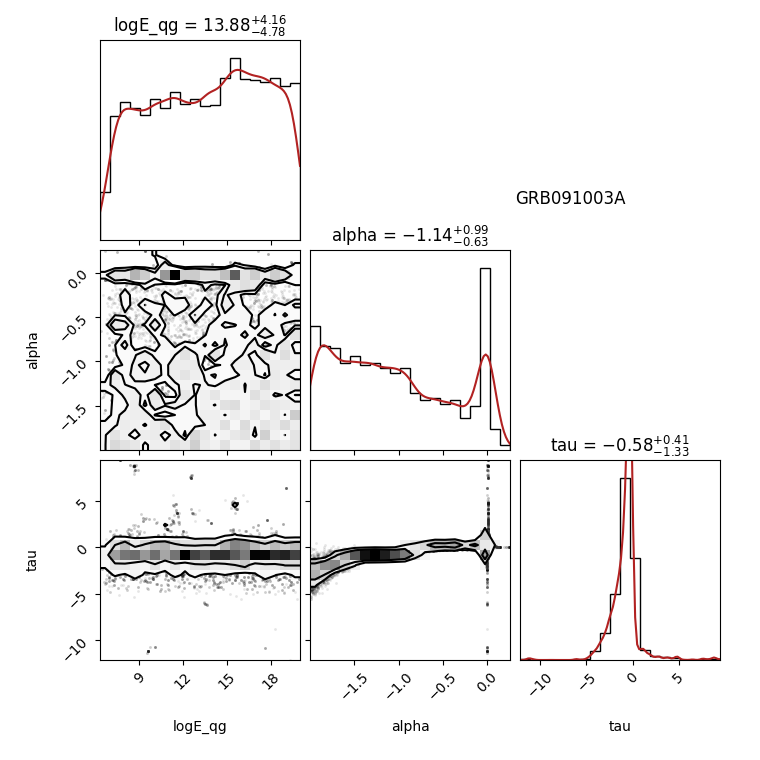 logE_qg = 13.88+4.16−4.78
GRB091003A
alpha = −1.14+0.99−0.63
0.0
−0.5
−1.0
−1.5
alpha
tau = −0.58+0.41−1.33
5
0
−5
−10
tau
9 12 15 18
−1.5 −1.0 −0.5 0.0
−10 −5 0 5
logE_qg alpha tau